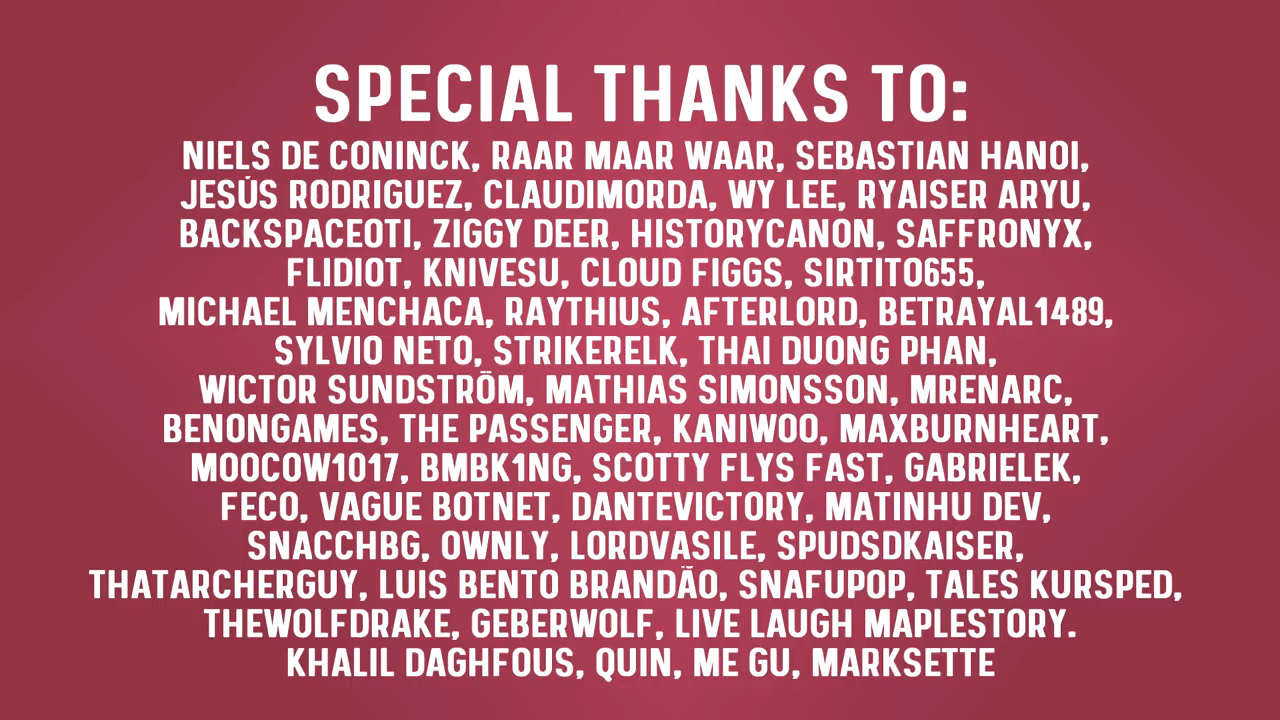 SPECIAL THANKS TO:
NIELS DE CONINCK, RAAR MAAR WAAR, SEBASTIAN HANOI,
JESÚS RODRIGUEZ, CLAUDIMORDA, WY LEE, RYAISER ARYU,
BACKSPACEOTI, ZIGGY DEER, HISTORYCANON, SAFFRONYX,
FLIDIOT, KNIVESU, CLOUD FIGGS, SIRTITO655,
MICHAEL MENCHACA, RAYTHIUS, AFTERLORD, BETRAYAL1489,
SYLVIO NETO, STRIKERELK, THAI DUONG PHAN,
WICTOR SUNDSTRÖM, MATHIAS SIMONSSON, MRENARC,
BENONGAMES, THE PASSENGER, KANIWOO, MAXBURNHEART,
MOOCOW1017, BMBK1NG, SCOTTY FLYS FAST, GABRIELEK,
FECO, VAGUE BOTNET, DANTEVICTORY, MATINHU DEV,
SNACCHBG, OWNLY, LORDVASILE, SPUDSDKAISER,
THATARCHERGUY, LUIS BENTO BRANDÃO, SNAFUPOP, TALES KURSPED,
THEWOLFDRAKE, GEBERWOLF, LIVE LAUGH MAPLESTORY.
KHALIL DAGHFOUS, QUIN, ME GU, MARKSETTE